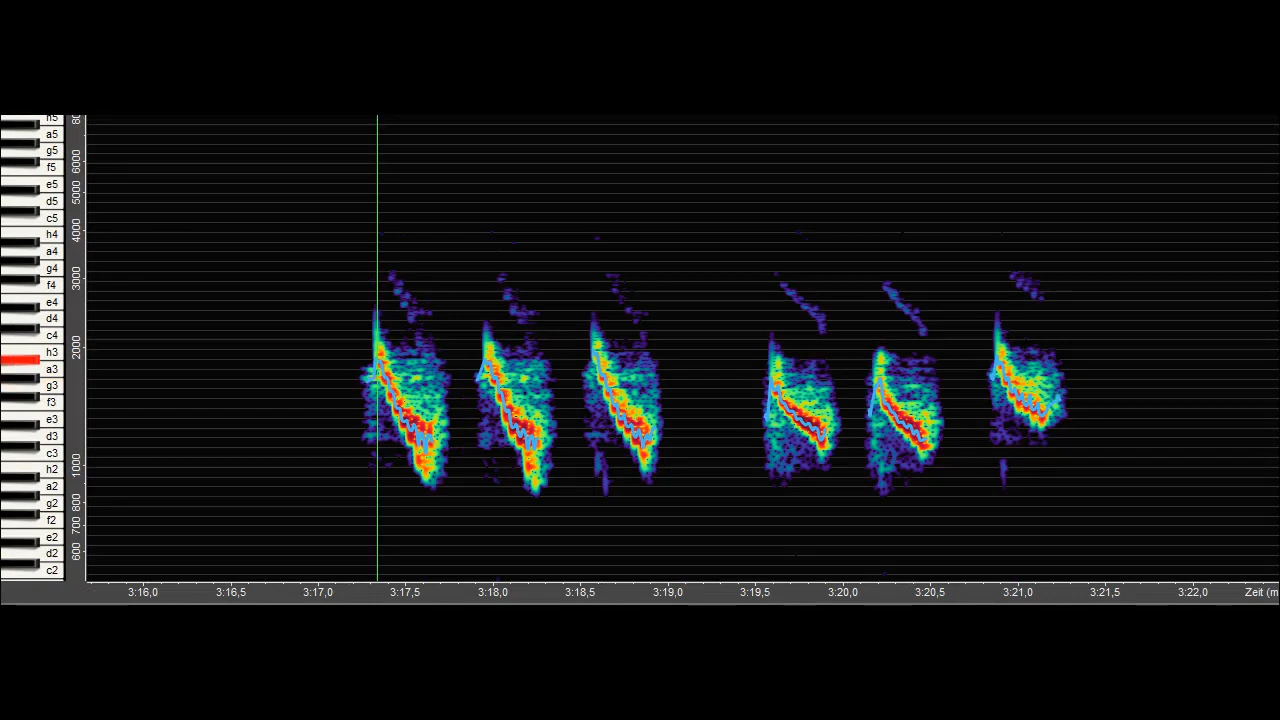 h5
a5
g5
f5
e5
d5
c5
h4
a4
g4
f4
e4
d4
c4
h3
a3
g3
f3
e3
d3
c3
h2
a2
g2
f2
e2
d2
c2
80
6000
5000
4000
3000
2000
1000
800
700
600
3:16,0 3:16,5 3:17,0 3:17,5 3:18,0 3:18,5 3:19,0 3:19,5 3:20,0 3:20,5 3:21,0 3:21,5 3:22,0 Zeit (m